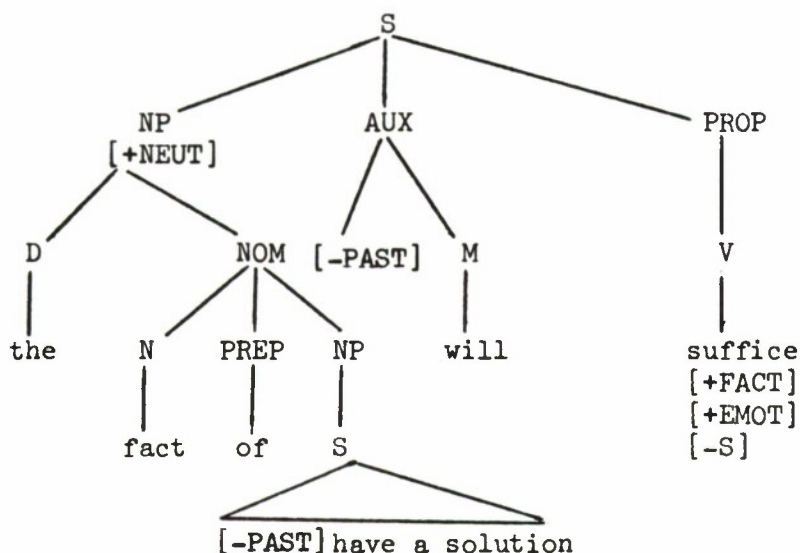 S
NP AUX PROP
[+NEUT]
D NOM [-PAST] M V
the N PREP NP will suffice
[+FACT]
fact of S [+EMOT]
[-S]
[-PAST] have a solution